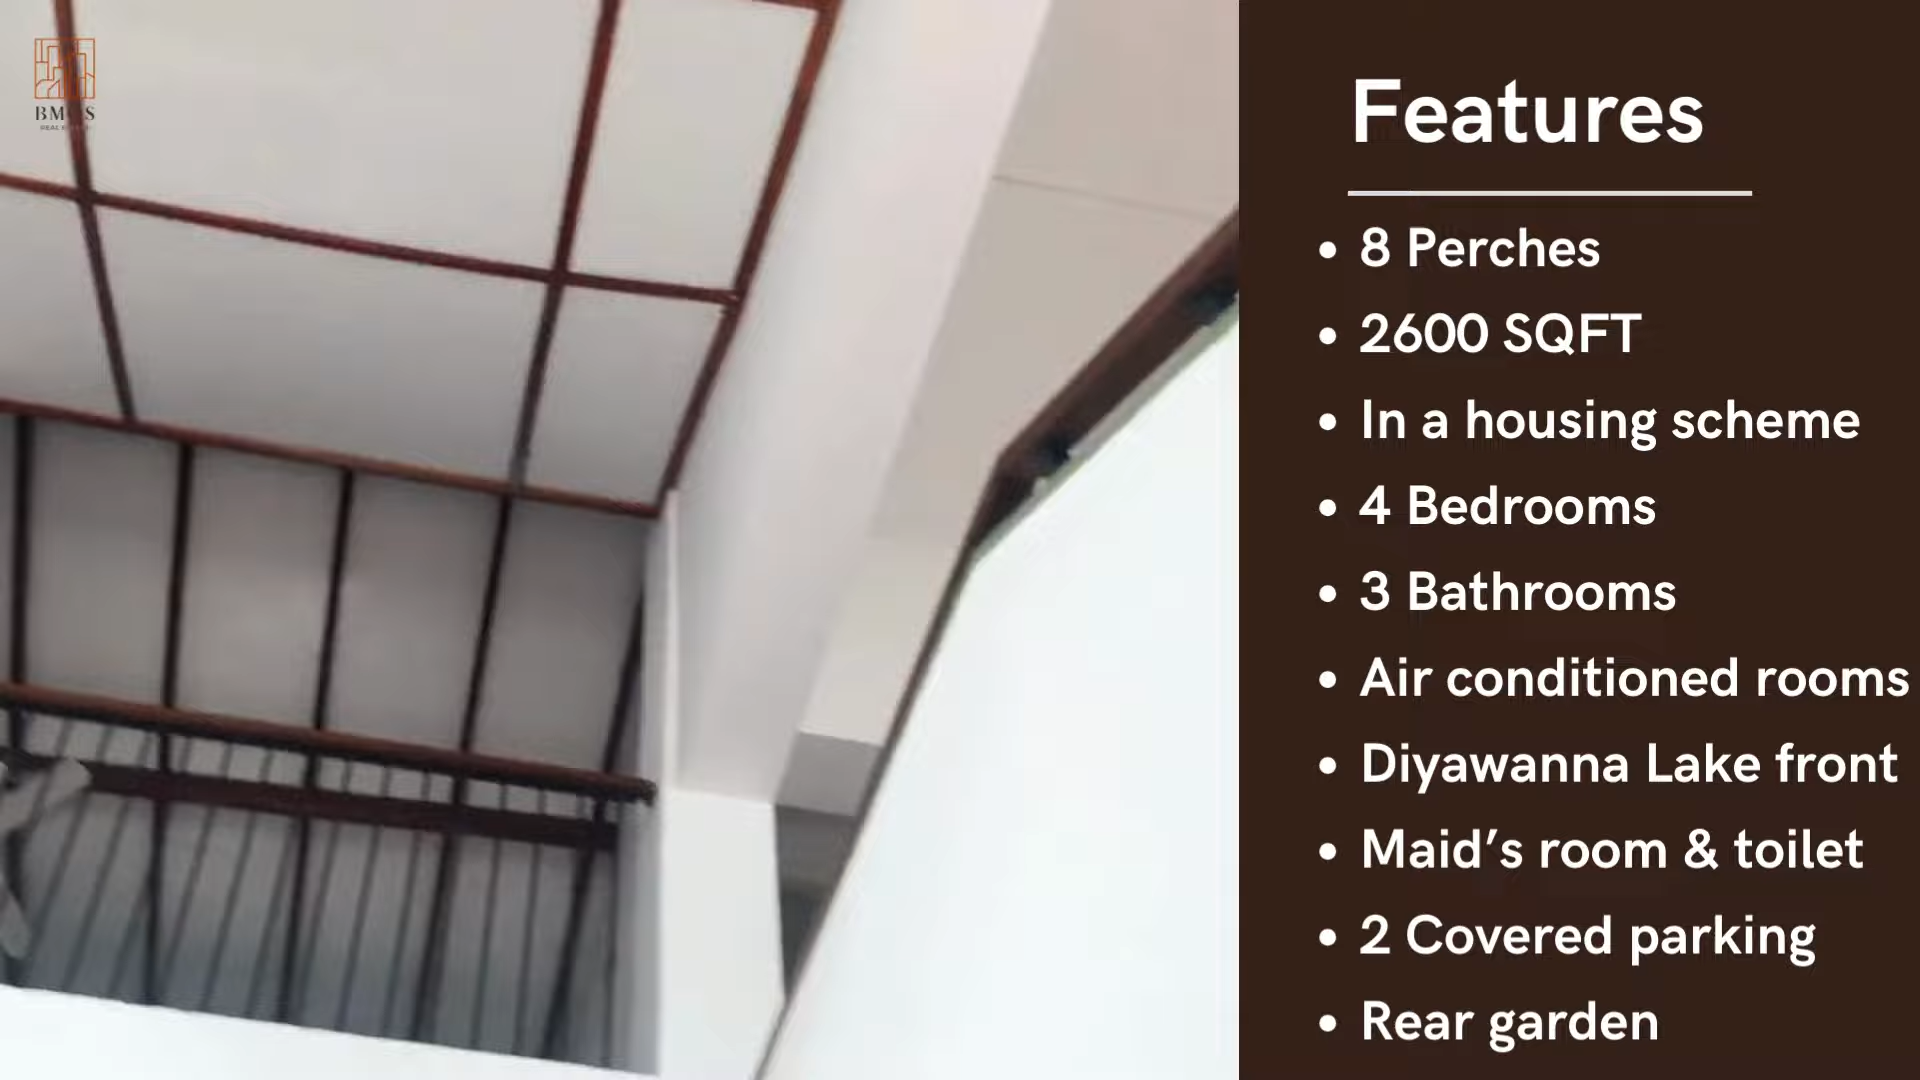 Features
• 8 Perches
• 2600 SQFT
• In a housing scheme
• 4 Bedrooms
• 3 Bathrooms
• Air conditioned rooms
• Diyawanna Lake front
• Maid’s room & toilet
• 2 Covered parking
• Rear garden